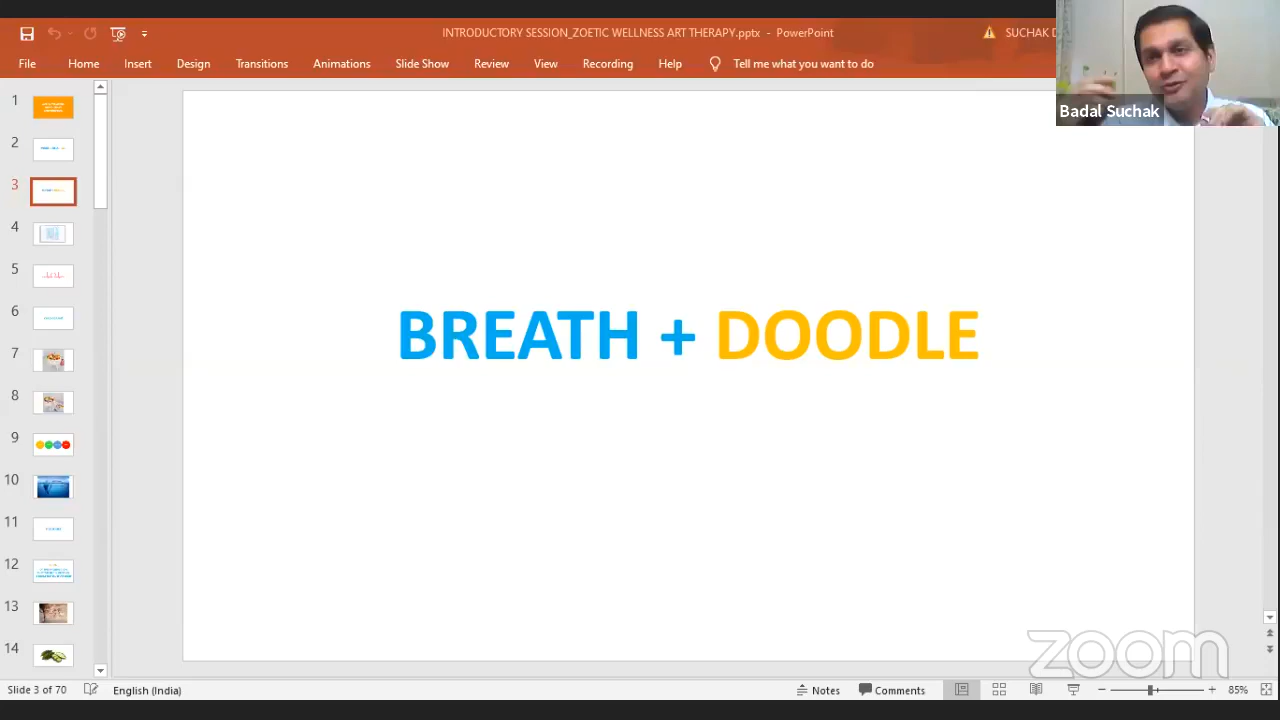 INTRODUCTORY SESSION_ZOETIC WELLNESS ART THERAPY.pptx - PowerPoint
SUCHAK D
File Home Insert Design Transitions Animations Slide Show Review View Recording Help Tell me what you want to do
Badal Suchak
1
2
3
4
5
6
7
8
9
10
11
12
13
14
BREATH + DOODLE
zoom
Slide 3 of 70 English (India) Notes Comments 85%